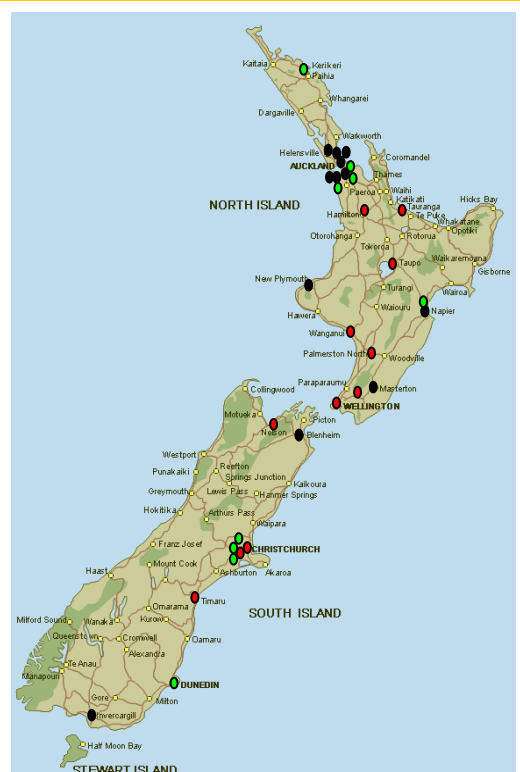 Kaitaia
Kerikeri
Paihia
Whangarei
Dargaville
Warkworth
Helensville
Coromandel
AUCKLAND
Thames
Paeroa
Waihi
Katikati
NORTH ISLAND
Tauranga
Hicks Bay
Hamilton
Te Puke
Whakatane
Opotiki
Otorohanga
Rotorua
Tokoroa
Waikaremoana
Taupo
Gisborne
New Plymouth
Turangi
Wairoa
Waiouru
Hawera
Napier
Wanganui
Palmerston North
Woodville
Paraparaumu
Masterton
Collingwood
WELLINGTON
Motueka
Picton
Nelson
Blenheim
Westport
Reefton
Punakaiki
Springs Junction
Kaikoura
Greymouth
Lewis Pass
Hanmer Springs
Hokitika
Arthurs Pass
Waipara
Franz Josef
CHRISTCHURCH
Mount Cook
Haast
Ashburton
Akaroa
Timaru
Omarama
SOUTH ISLAND
Milford Sound
Wanaka
Kurow
Queenstown
Cromwell
Oamaru
Alexandra
Te Anau
Manapouri
DUNEDIN
Gore
Milton
Invercargill
Half Moon Bay
STEWART ISLAND